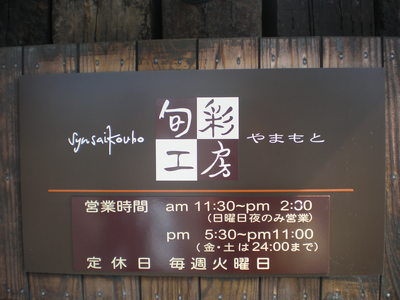 synsaikoubo 旬彩工房 やまもと
営業時間 am 11:30~pm 2:00
(日曜日夜のみ営業)
pm 5:30~pm11:00
(金・土は24:00まで)
定休日 毎週火曜日